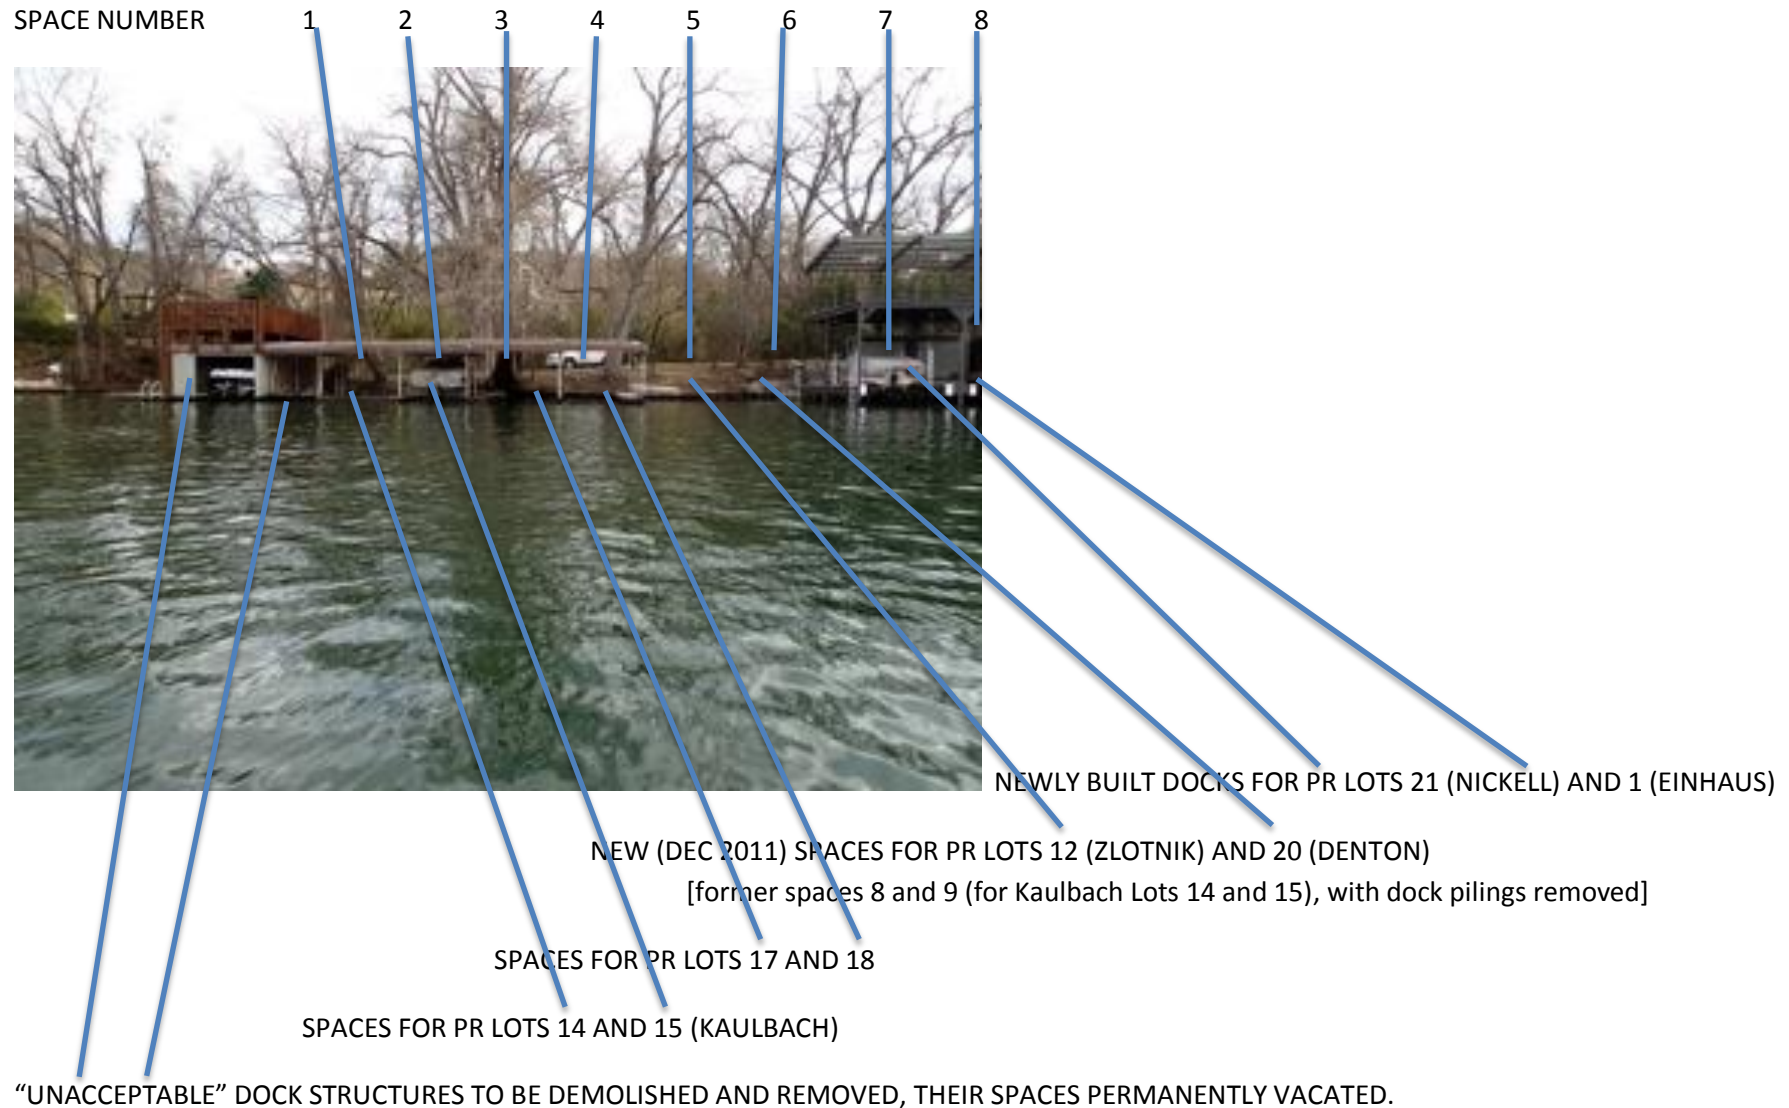 SPACE NUMBER 1 2 3 4 5 6 7 8
NEWLY BUILT DOCKS FOR PR LOTS 21 (NICKELL) AND 1 (EINHAUS)
NEW (DEC 2011) SPACES FOR PR LOTS 12 (ZLOTNIK) AND 20 (DENTON)
[former spaces 8 and 9 (for Kaulbach Lots 14 and 15), with dock pilings removed]
SPACES FOR PR LOTS 17 AND 18
SPACES FOR PR LOTS 14 AND 15 (KAULBACH)
“UNACCEPTABLE” DOCK STRUCTURES TO BE DEMOLISHED AND REMOVED, THEIR SPACES PERMANENTLY VACATED.